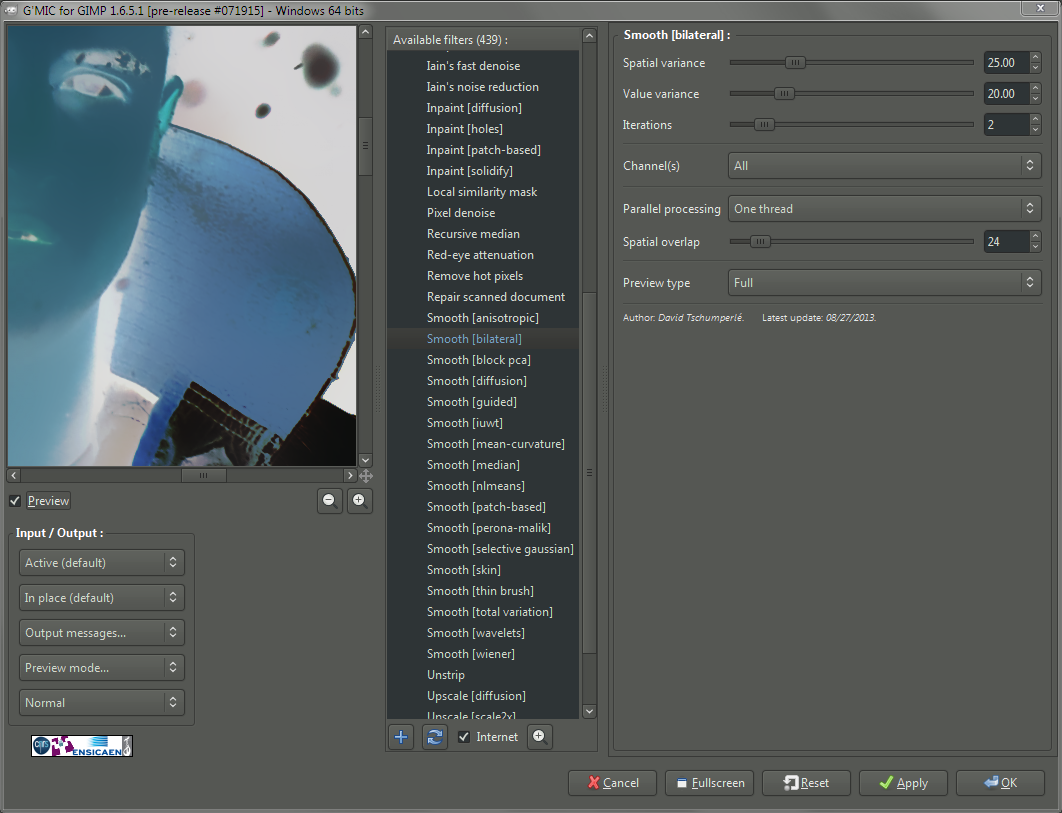 G'MIC for GIMP 1.6.5.1 [pre-release #071915] - Windows 64 bits
Preview
Input / Output :
Active (default)
In place (default)
Output messages...
Preview mode...
Normal
cnrs
ENSICAEN
Available filters (439) :
Iain's fast denoise
Iain's noise reduction
Inpaint [diffusion]
Inpaint [holes]
Inpaint [patch-based]
Inpaint [solidify]
Local similarity mask
Pixel denoise
Recursive median
Red-eye attenuation
Remove hot pixels
Repair scanned document
Smooth [anisotropic]
Smooth [bilateral]
Smooth [block pca]
Smooth [diffusion]
Smooth [guided]
Smooth [iuwt]
Smooth [mean-curvature]
Smooth [median]
Smooth [nlmeans]
Smooth [patch-based]
Smooth [perona-malik]
Smooth [selective gaussian]
Smooth [skin]
Smooth [thin brush]
Smooth [total variation]
Smooth [wavelets]
Smooth [wiener]
Unstrip
Upscale [diffusion]
Upscale [scale2x]
Internet
Smooth [bilateral] :
Spatial variance 25.00
Value variance 20.00
Iterations 2
Channel(s) All
Parallel processing One thread
Spatial overlap 24
Preview type Full
Author: David Tschumperlé. Latest update: 08/27/2013.
Cancel Fullscreen Reset Apply OK